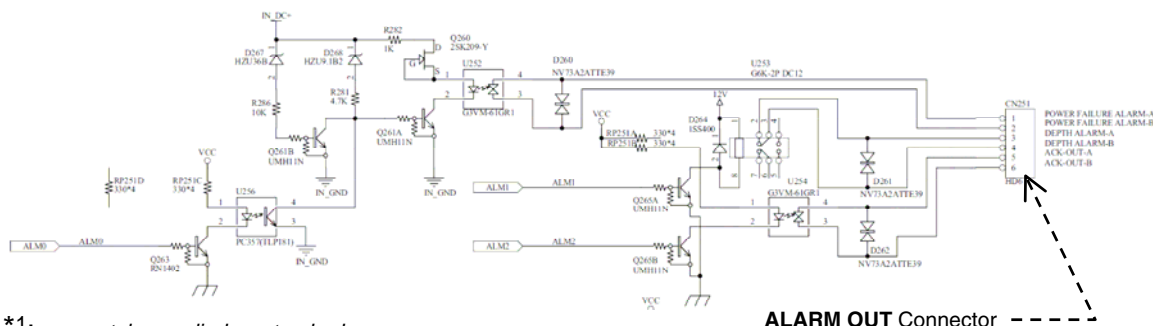 IN_DC+
R282
1K
Q260
2SK209-Y
D267
HZU36B
D268
HZU9.1B2
U252
D260
NV73A2ATTE39
U253
G6K-2P DC12
R281
4.7K
R286
10K
G3VM-61GR1
Q261A
UMH11N
Q261B
UMH11N
IN_GND
IN_GND
12V
D264
1SS400
VCC
RP251A 330*4
RP251B 330*4
CN251
POWER FAILURE ALARM-A
POWER FAILURE ALARM-B
DEPTH ALARM-A
DEPTH ALARM-B
ACK-OUT-A
ACK-OUT-B
1
2
3
4
5
6
VCC
RP251D
330*4
RP251C
330*4
U256
PC357(TLP181)
IN_GND
ALM0 ALM0
Q263
RN1402
ALM1 ALM1
Q265A
UMH11N
U254
G3VM-61GR1
D261
NV73A2ATTE39
ALM2 ALM2
Q265B
UMH11N
D262
NV73A2ATTE39
VCC
ALARM OUT Connector